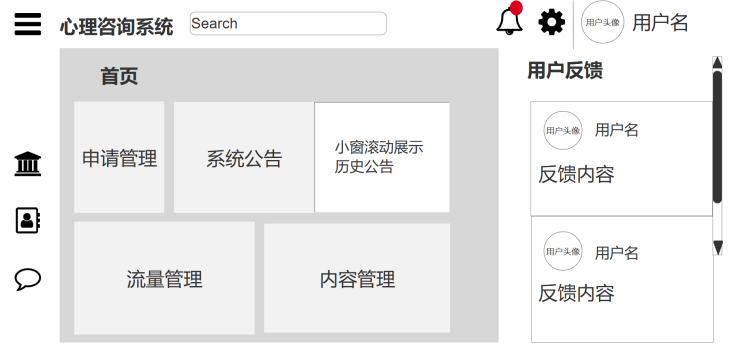 心理咨询系统
Search
用户头像
用户名
首页
申请管理
系统公告
小窗滚动展示
历史公告
流量管理
内容管理
用户反馈
用户头像
用户名
反馈内容
用户头像
用户名
反馈内容